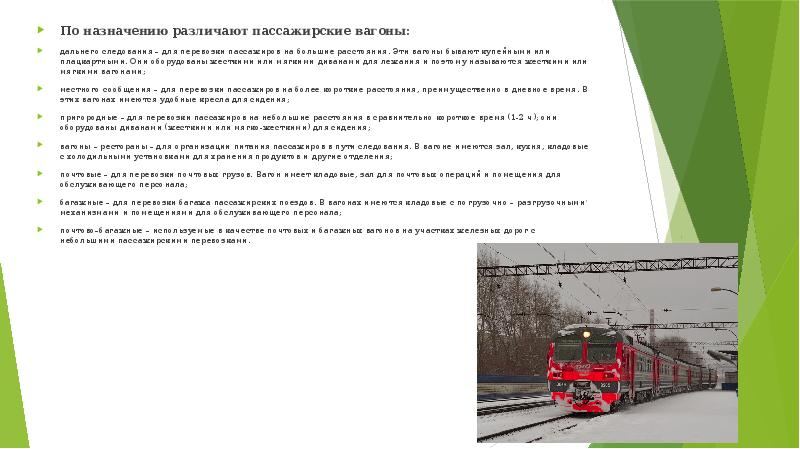 По назначению различают пассажирские вагоны:
дальнего следования – для перевозки пассажиров на большие расстояния. Эти вагоны бывают купейными или
плацкартными. Они оборудованы жесткими или мягкими диванами для лежания и поэтому называются жесткими или
мягкими вагонами;
местного сообщения – для перевозки пассажиров на более короткие расстояния, преимущественно в дневное время. В
этих вагонах имеются удобные кресла для сидения;
пригородные – для перевозки пассажиров на небольшие расстояния в сравнительно короткое время (1-2 ч); они
оборудованы диванами (жесткими или мягко-жесткими) для сидения;
вагоны – рестораны – для организации питания пассажиров в пути следования. В вагоне имеются зал, кухня, кладовые
с холодильными установками для хранения продуктов и другие отделения;
почтовые – для перевозки почтовых грузов. Вагон имеет кладовые, зал для почтовых операций и помещения для
обслуживающего персонала;
багажные – для перевозки багажа пассажирских поездов. В вагонах имеются кладовые с погрузочно – разгрузочными
механизмами и помещениями для обслуживающего персонала;
почтово-багажные – используемые в качестве почтовых и багажных вагонов на участках железных дорог с
небольшими пассажирскими перевозками.